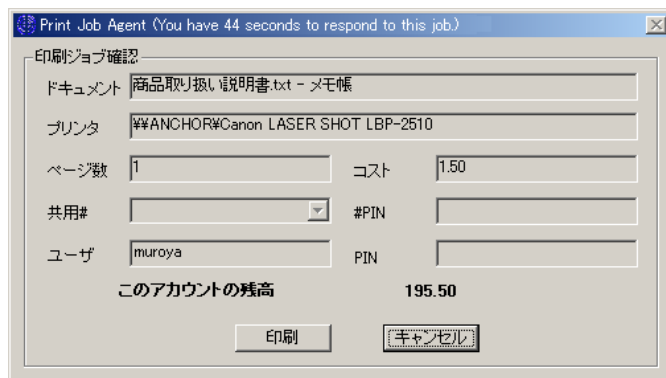 Print Job Agent (You have 44 seconds to respond to this job.)
印刷ジョブ確認
ドキュメント 商品取り扱い説明書.txt - メモ帳
プリンタ ¥¥ANCHOR¥Canon LASER SHOT LBP-2510
ページ数 1 コスト 1.50
共用# #PIN
ユーザ muroya PIN
このアカウントの残高 195.50
印刷 キャンセル